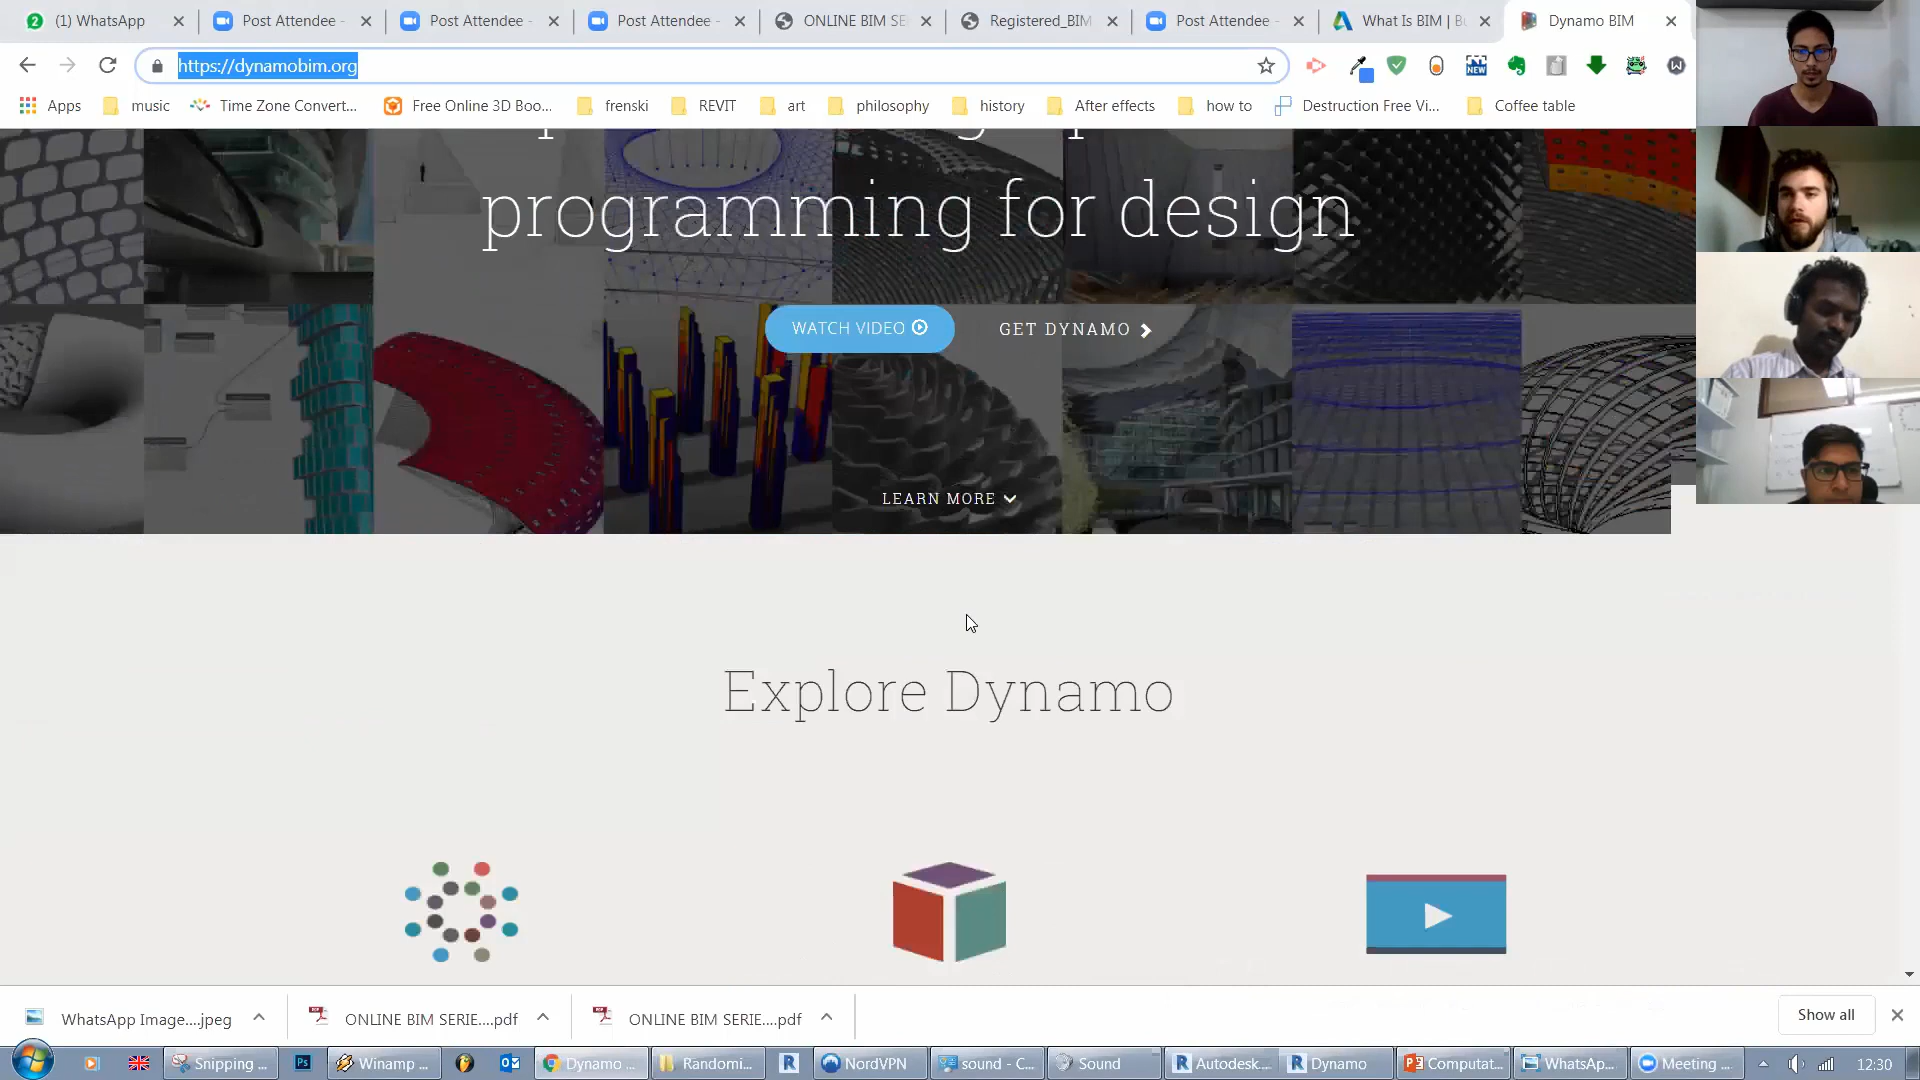 (1) WhatsApp
Post Attendee -
Post Attendee -
Post Attendee -
ONLINE BIM SE
Registered_BIM
Post Attendee -
What Is BIM | Bu
Dynamo BIM
https://dynamobim.org
NEW
Apps
music
Time Zone Convert...
Free Online 3D Boo...
frenski
REVIT
art
philosophy
history
After effects
how to
Destruction Free Vi...
Coffee table
programming for design
WATCH VIDEO
GET DYNAMO
LEARN MORE
Explore Dynamo
WhatsApp Image....jpeg
ONLINE BIM SERIE....pdf
ONLINE BIM SERIE....pdf
Show all
Snipping ...
Winamp ...
Dynamo ...
Randomi...
NordVPN
sound - C...
Sound
Autodesk...
Dynamo
Computat...
WhatsAp...
Meeting ...
12:30